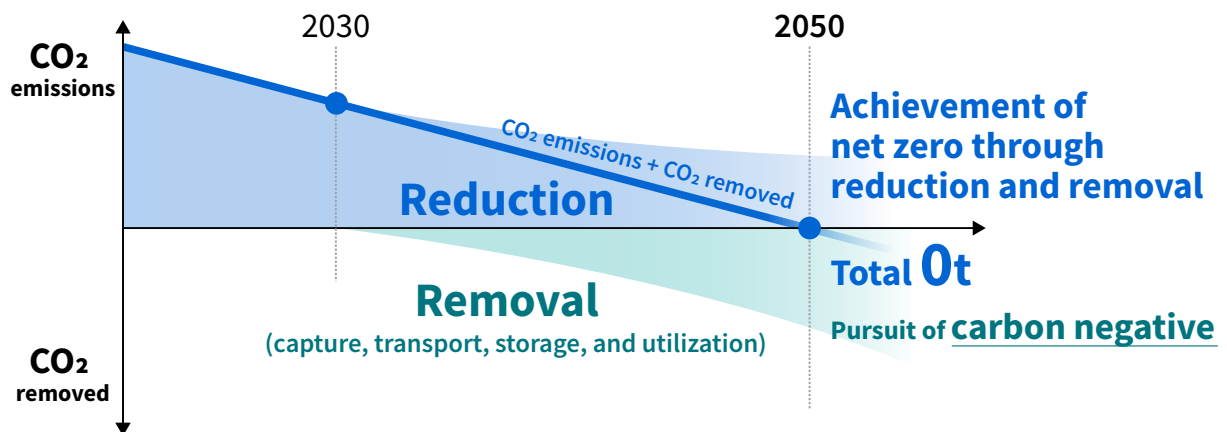 2030
2050
CO₂
emissions
Achievement of
net zero through
reduction and removal
CO₂ emissions + CO₂ removed
Reduction
Total 0t
Removal
(capture, transport, storage, and utilization)
Pursuit of carbon negative
CO₂
removed